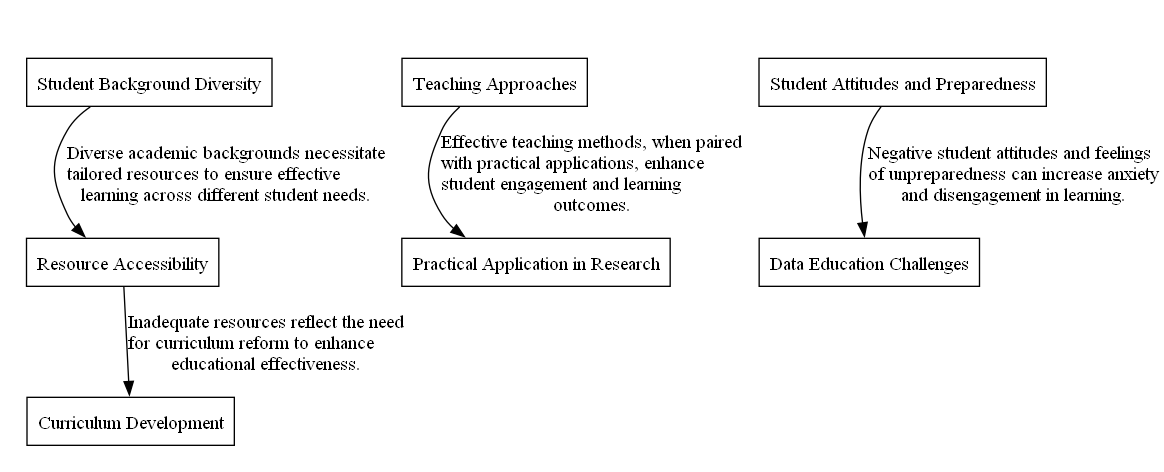 Student Background Diversity
Teaching Approaches
Student Attitudes and Preparedness
Diverse academic backgrounds necessitate
tailored resources to ensure effective
learning across different student needs.
Effective teaching methods, when paired
with practical applications, enhance
student engagement and learning
outcomes.
Negative student attitudes and feelings
of unpreparedness can increase anxiety
and disengagement in learning.
Resource Accessibility
Practical Application in Research
Data Education Challenges
Inadequate resources reflect the need
for curriculum reform to enhance
educational effectiveness.
Curriculum Development